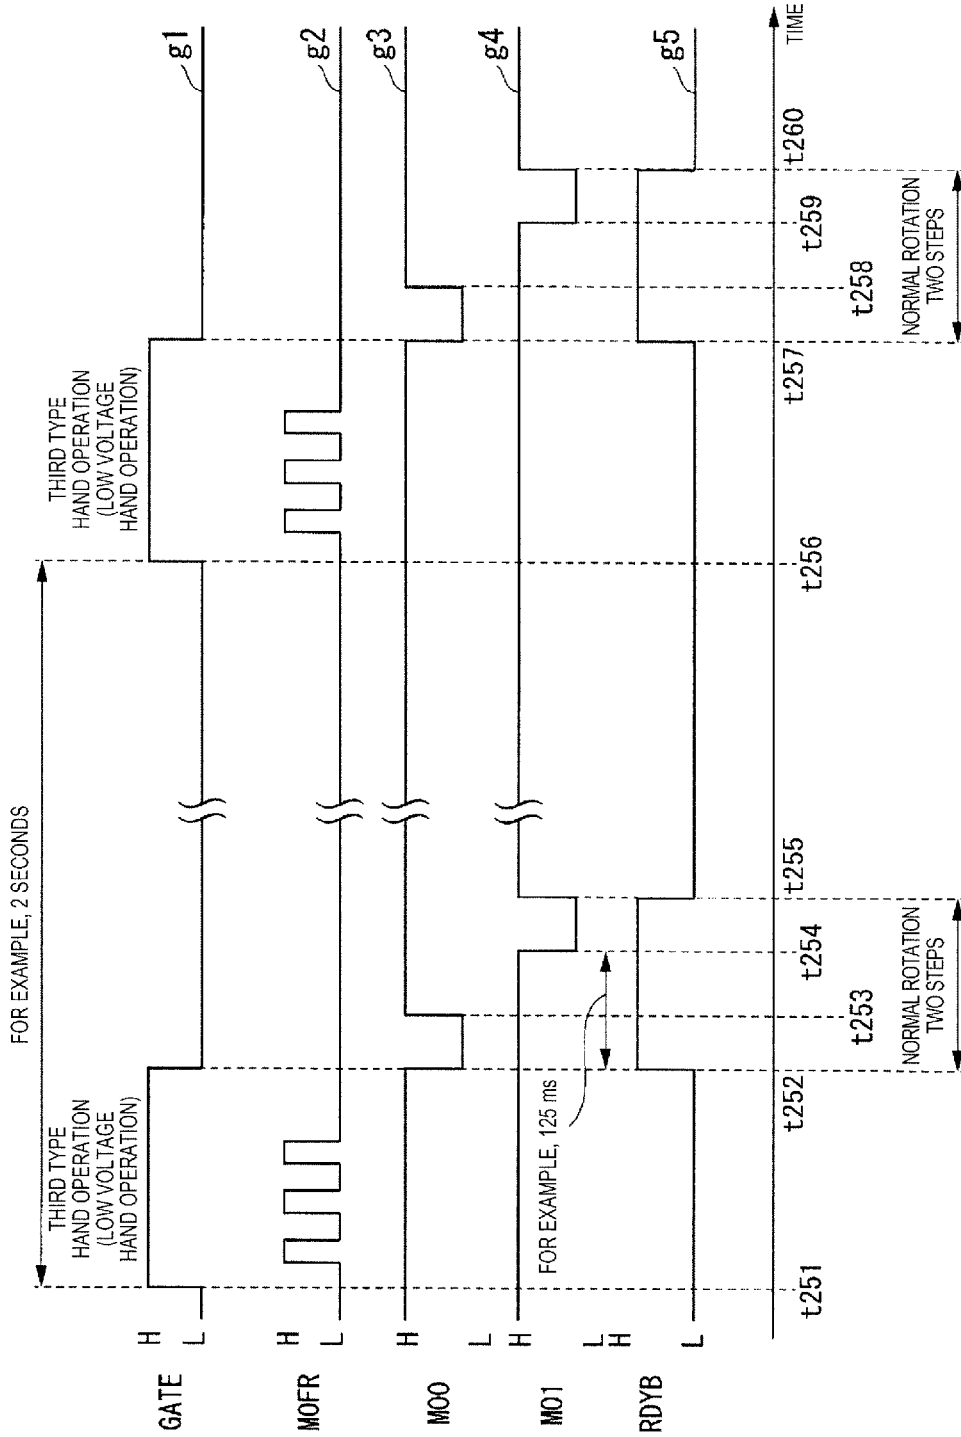 FOR EXAMPLE, 2 SECONDS
THIRD TYPE
HAND OPERATION
(LOW VOLTAGE
HAND OPERATION)
THIRD TYPE
HAND OPERATION
(LOW VOLTAGE
HAND OPERATION)
GATE
H
L
g1
MOFR
H
L
g2
MO0
H
L
g3
MO1
H
L
g4
FOR EXAMPLE, 125 ms
RDYB
H
L
g5
TIME
t251
t252
t253
t254
t255
t256
t257
t258
t259
t260
NORMAL ROTATION
TWO STEPS
NORMAL ROTATION
TWO STEPS